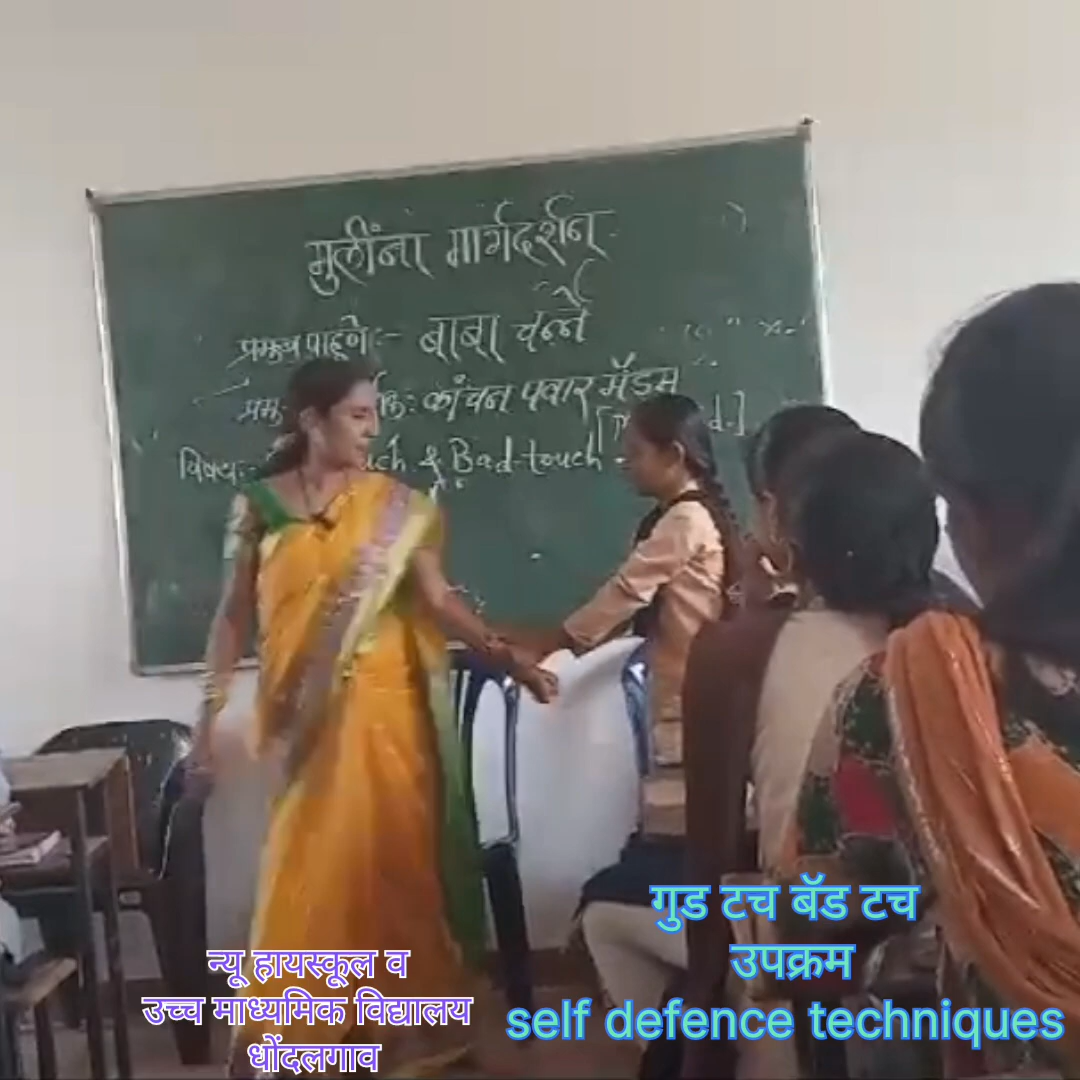 मुलींना मार्गदर्शन
प्रमुख पाहूणे:-
कांचन पवार मॅडम
विषय:- & Bad-touch
गुड टच बॅड टच
उपक्रम
self defence techniques
न्यू हायस्कूल व
उच्च माध्यमिक विद्यालय
धोंदलगाव